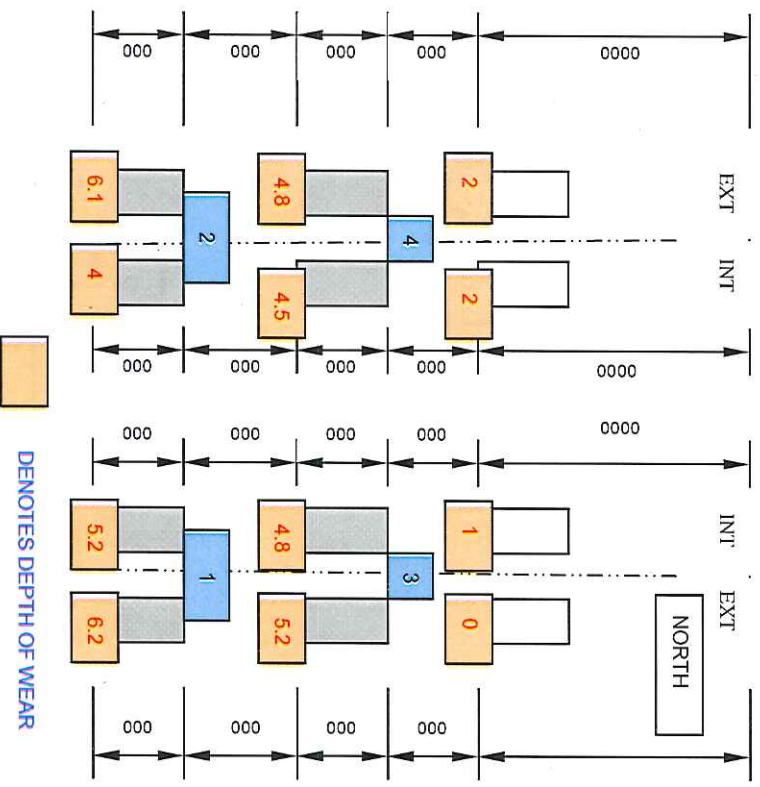 000 000 000 000 0000
EXT
INT
6.1 4.8 2
2 4
4 4.5 2
000 000 000 000 0000
000 000 000 000 0000
INT
EXT
5.2 4.8 1
1 3
6.2 5.2 0
NORTH
000 000 000 000
DENOTES DEPTH OF WEAR